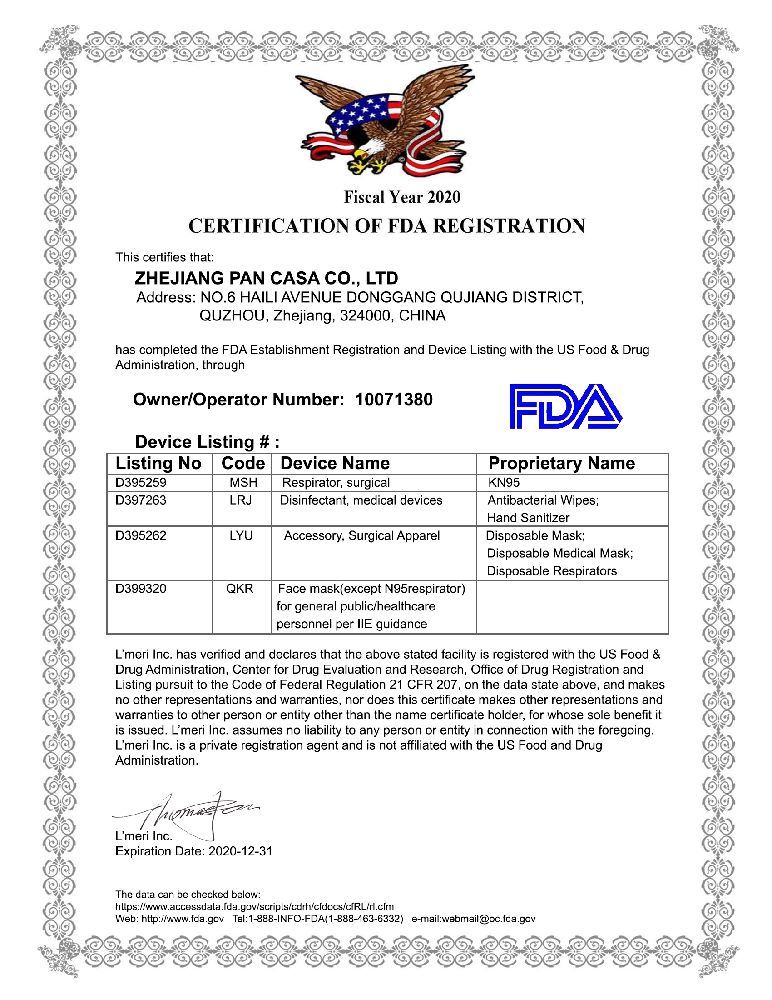 Fiscal Year 2020
CERTIFICATION OF FDA REGISTRATION
This certifies that:
ZHEJIANG PAN CASA CO., LTD
Address: NO.6 HAILI AVENUE DONGGANG QUJIANG DISTRICT,
QUZHOU, Zhejiang, 324000, CHINA
has completed the FDA Establishment Registration and Device Listing with the US Food & Drug
Administration, through
Owner/Operator Number: 10071380
FDA
Device Listing # :
Listing No Code Device Name Proprietary Name
D395259 MSH Respirator, surgical KN95
D397263 LRJ Disinfectant, medical devices Antibacterial Wipes;
Hand Sanitizer
D395262 LYU Accessory, Surgical Apparel Disposable Mask;
Disposable Medical Mask;
Disposable Respirators
D399320 QKR Face mask(except N95respirator)
for general public/healthcare
personnel per IIE guidance
L’meri Inc. has verified and declares that the above stated facility is registered with the US Food &
Drug Administration, Center for Drug Evaluation and Research, Office of Drug Registration and
Listing pursuit to the Code of Federal Regulation 21 CFR 207, on the data state above, and makes
no other representations and warranties, nor does this certificate makes other representations and
warranties to other person or entity other than the name certificate holder, for whose sole benefit it
is issued. L’meri Inc. assumes no liability to any person or entity in connection with the foregoing.
L’meri Inc. is a private registration agent and is not affiliated with the US Food and Drug
Administration.
L’meri Inc.
Expiration Date: 2020-12-31
The data can be checked below:
https://www.accessdata.fda.gov/scripts/cdrh/cfdocs/cfRL/rl.cfm
Web: http://www.fda.gov Tel:1-888-INFO-FDA(1-888-463-6332) e-mail:webmail@oc.fda.gov